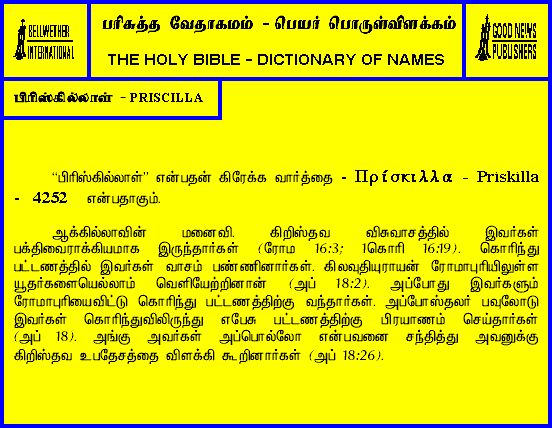 BELLWETHER
INTERNATIONAL
பரிசுத்த வேதாகமம் - பெயர் பொருள்விளக்கம்
THE HOLY BIBLE - DICTIONARY OF NAMES
GOOD NEWS
PUBLISHERS
பிரிஸ்கில்லாள் - PRISCILLA
“பிரிஸ்கில்லாள்” என்பதன் கிரேக்க வார்த்தை - Πρίσκιλλα - Priskilla
- 4252 என்பதாகும்.
ஆக்கில்லாவின் மனைவி. கிறிஸ்தவ விசுவாசத்தில் இவர்கள்
பக்திவைராக்கியமாக இருந்தார்கள் (ரோம 16:3; 1கொரி 16:19). கொரிந்து
பட்டணத்தில் இவர்கள் வாசம் பண்ணினார்கள். கிலவுதியுராயன் ரோமாபுரியிலுள்ள
யூதர்களையெல்லாம் வெளியேற்றினான் (அப் 18:2). அப்போது இவர்களும்
ரோமாபுரியைவிட்டு கொரிந்து பட்டணத்திற்கு வந்தார்கள். அப்போஸ்தலர் பவுலோடு
இவர்கள் கொரிந்துவிலிருந்து எபேசு பட்டணத்திற்கு பிரயாணம் செய்தார்கள்
(அப் 18). அங்கு அவர்கள் அப்பொல்லோ என்பவனை சந்தித்து அவனுக்கு
கிறிஸ்தவ உபதேசத்தை விளக்கி கூறினார்கள் (அப் 18:26).